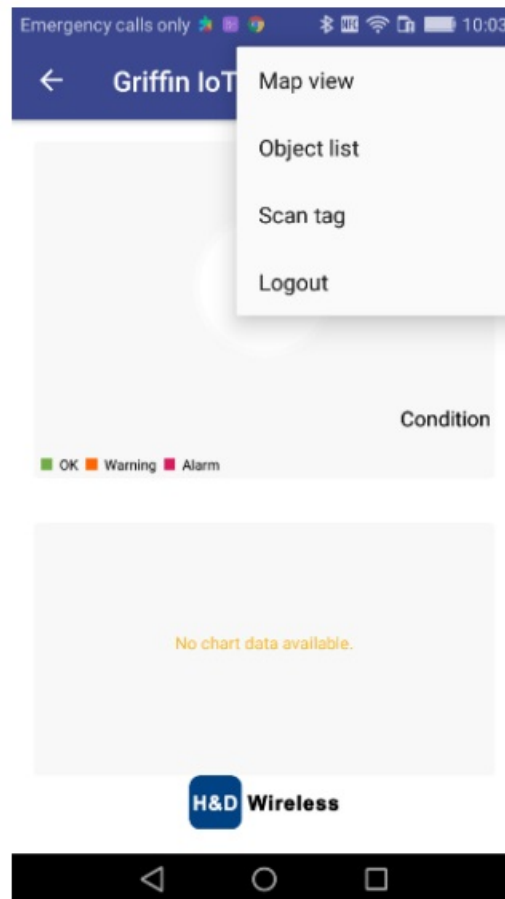 Emergency calls only 10:03
Griffin IoT
Map view
Object list
Scan tag
Logout
Condition
OK Warning Alarm
No chart data available.
H&D Wireless